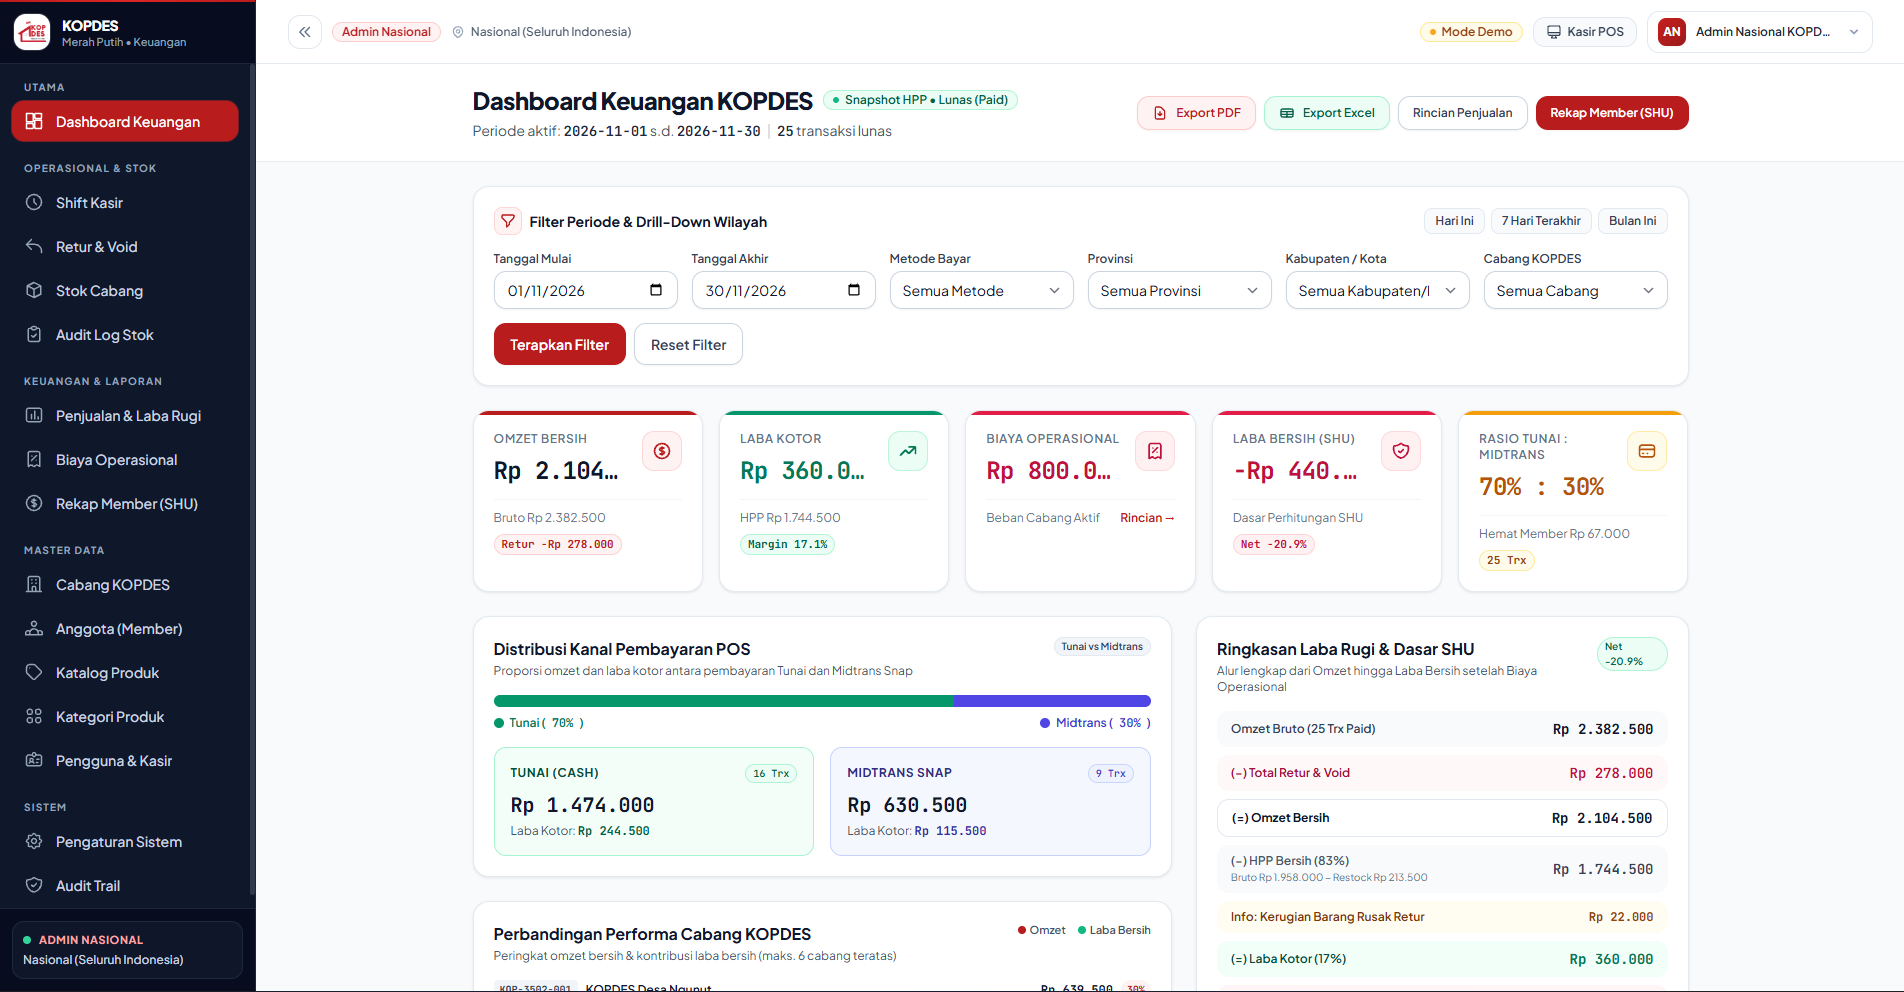 KOPDES
Merah Putih • Keuangan
UTAMA
Dashboard Keuangan
OPERASIONAL & STOK
Shift Kasir
Retur & Void
Stok Cabang
Audit Log Stok
KEUANGAN & LAPORAN
Penjualan & Laba Rugi
Biaya Operasional
Rekap Member (SHU)
MASTER DATA
Cabang KOPDES
Anggota (Member)
Katalog Produk
Kategori Produk
Pengguna & Kasir
SISTEM
Pengaturan Sistem
Audit Trail
ADMIN NASIONAL
Nasional (Seluruh Indonesia)
Admin Nasional
Nasional (Seluruh Indonesia)
Mode Demo
Kasir POS
AN
Admin Nasional KOPD...
Dashboard Keuangan KOPDES
Snapshot HPP • Lunas (Paid)
Periode aktif: 2026-11-01 s.d. 2026-11-30 | 25 transaksi lunas
Export PDF
Export Excel
Rincian Penjualan
Rekap Member (SHU)
Filter Periode & Drill-Down Wilayah
Hari Ini
7 Hari Terakhir
Bulan Ini
Tanggal Mulai
01/11/2026
Tanggal Akhir
30/11/2026
Metode Bayar
Semua Metode
Provinsi
Semua Provinsi
Kabupaten / Kota
Semua Kabupaten/
Cabang KOPDES
Semua Cabang
Terapkan Filter
Reset Filter
OMZET BERSIH
Rp 2.104...
Bruto Rp 2.382.500
Retur -Rp 278.000
LABA KOTOR
Rp 360.0...
HPP Rp 1.744.500
Margin 17.1%
BIAYA OPERASIONAL
Rp 800.0...
Beban Cabang Aktif
Rincian →
LABA BERSIH (SHU)
-Rp 440....
Dasar Perhitungan SHU
Net -20.9%
RASIO TUNAI :
MIDTRANS
70% : 30%
Hemat Member Rp 67.000
25 Trx
Distribusi Kanal Pembayaran POS
Tunai vs Midtrans
Proporsi omzet dan laba kotor antara pembayaran Tunai dan Midtrans Snap
Tunai ( 70% )
Midtrans ( 30% )
TUNAI (CASH)
16 Trx
Rp 1.474.000
Laba Kotor: Rp 244.500
MIDTRANS SNAP
9 Trx
Rp 630.500
Laba Kotor: Rp 115.500
Perbandingan Performa Cabang KOPDES
Omzet
Laba Bersih
Peringkat omzet bersih & kontribusi laba bersih (maks. 6 cabang teratas)
KOP-3502-001
KOPDES Desa Ngunut
Rp 639.500
30%
Ringkasan Laba Rugi & Dasar SHU
Net
-20.9%
Alur lengkap dari Omzet hingga Laba Bersih setelah Biaya
Operasional
Omzet Bruto (25 Trx Paid)
Rp 2.382.500
(-) Total Retur & Void
Rp 278.000
(=) Omzet Bersih
Rp 2.104.500
(-) HPP Bersih (83%)
Bruto Rp 1.958.000 – Restock Rp 213.500
Rp 1.744.500
Info: Kerugian Barang Rusak Retur
Rp 22.000
(=) Laba Kotor (17%)
Rp 360.000